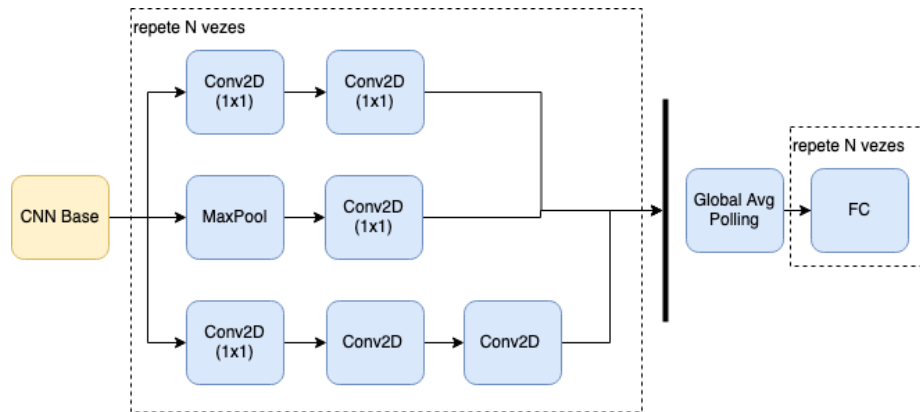 repete N vezes
Conv2D
(1x1)
Conv2D
(1x1)
repete N vezes
CNN Base
MaxPool
Conv2D
(1x1)
Global Avg
Polling
FC
Conv2D
(1x1)
Conv2D
Conv2D